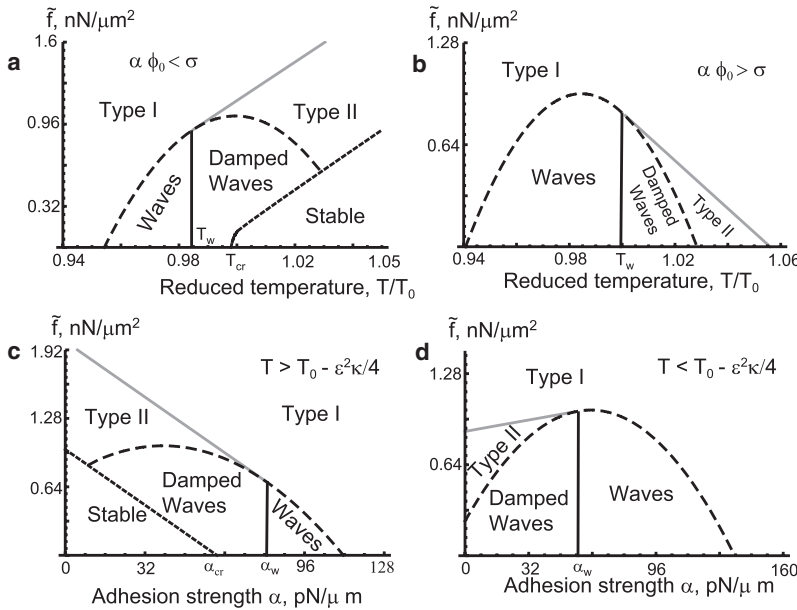 a
f̃, nN/μm²
1.6
0.96
0.32
α ϕ₀ < σ
Type I
Type II
Waves
Damped
Waves
Stable
T_w
T_cr
0.94
0.98
1.02
1.05
Reduced temperature, T/T₀
b
f̃, nN/μm²
1.28
0.64
Type I
α ϕ₀ > σ
Waves
Damped
Waves
Type II
0.94
0.98
T_w
1.02
1.06
Reduced temperature, T/T₀
c
f̃, nN/μm²
1.92
1.28
0.64
T > T₀ - ε²κ/4
Type II
Type I
Damped
Waves
Stable
Waves
0
32
α_cr
α_w
96
128
Adhesion strength α, pN/μ m
d
f̃, nN/μm²
1.28
0.64
T < T₀ - ε²κ/4
Type I
Type II
Damped
Waves
Waves
0
32
α_w
96
160
Adhesion strength α, pN/μ m